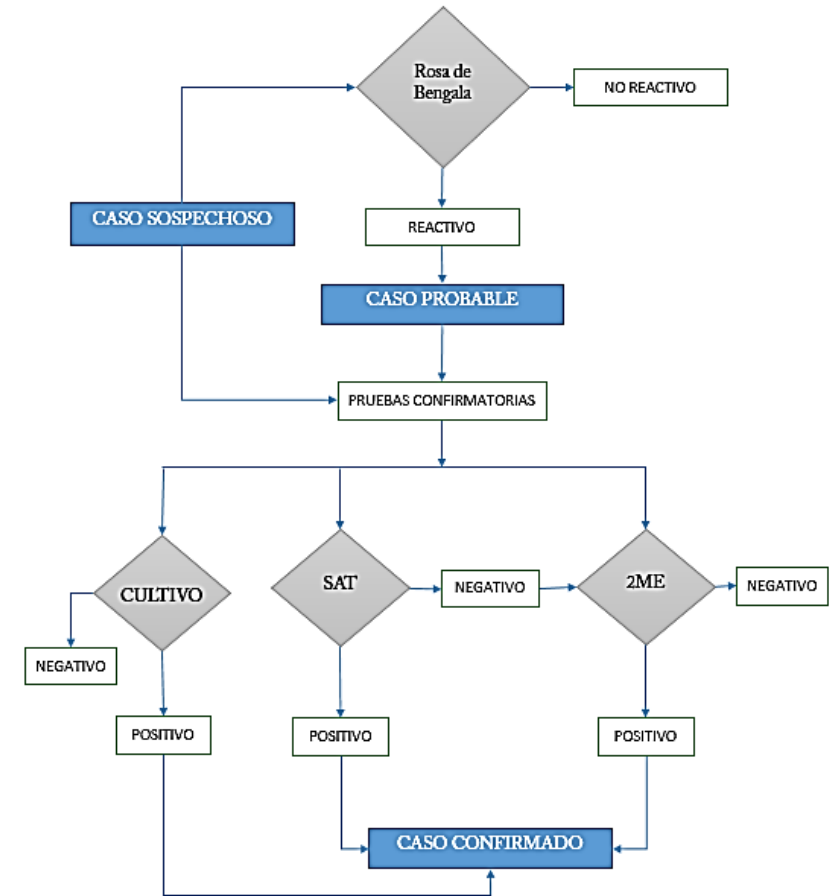 Rosa de
Bengala
NO REACTIVO
CASO SOSPECHOSO
REACTIVO
CASO PROBABLE
PRUEBAS CONFIRMATORIAS
CULTIVO
SAT
NEGATIVO
2ME
NEGATIVO
NEGATIVO
POSITIVO
POSITIVO
POSITIVO
CASO CONFIRMADO